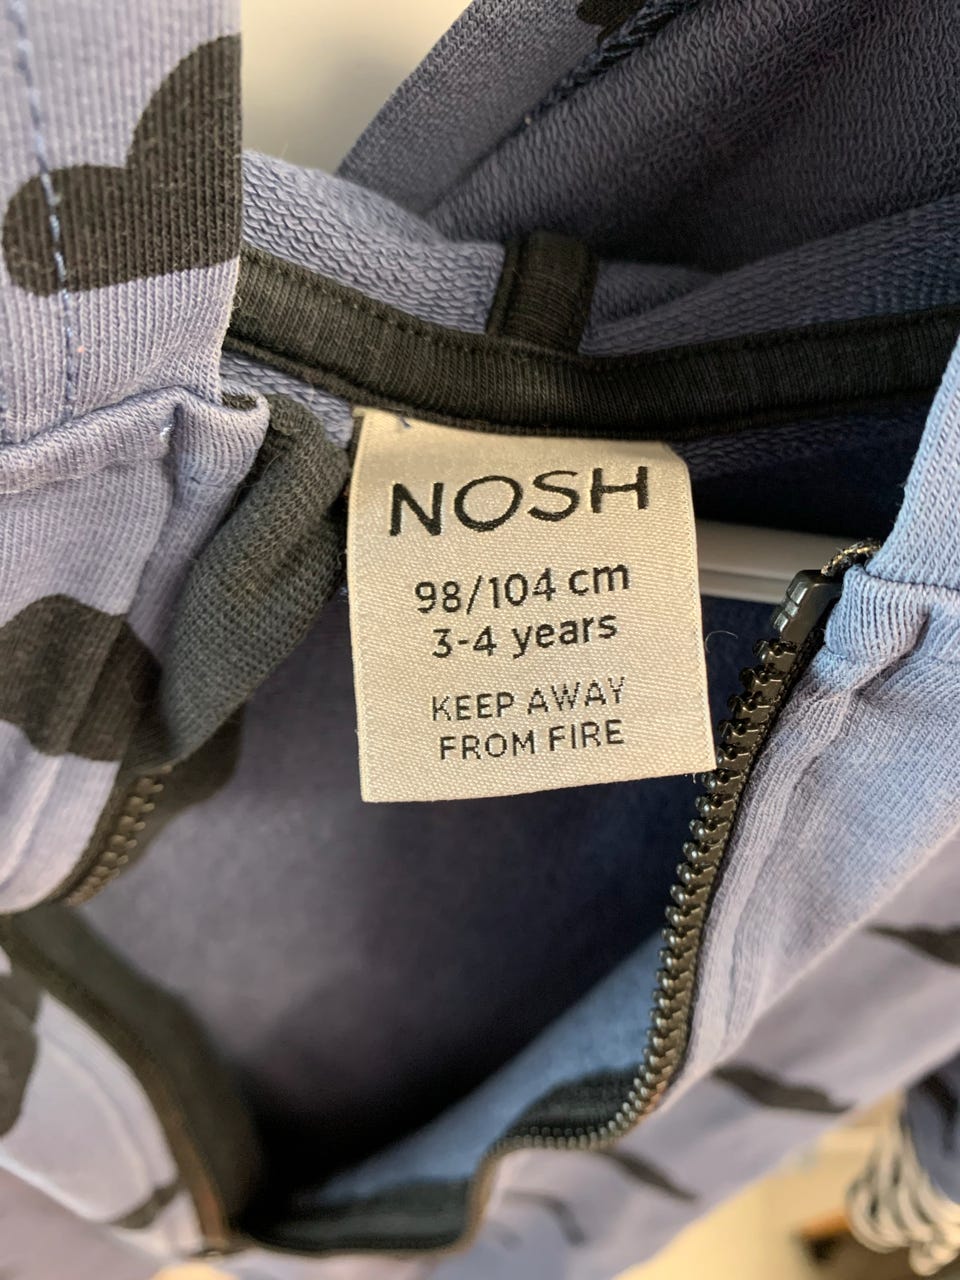 NOSH
98/104 cm
3-4 years
KEEP AWAY
FROM FIRE